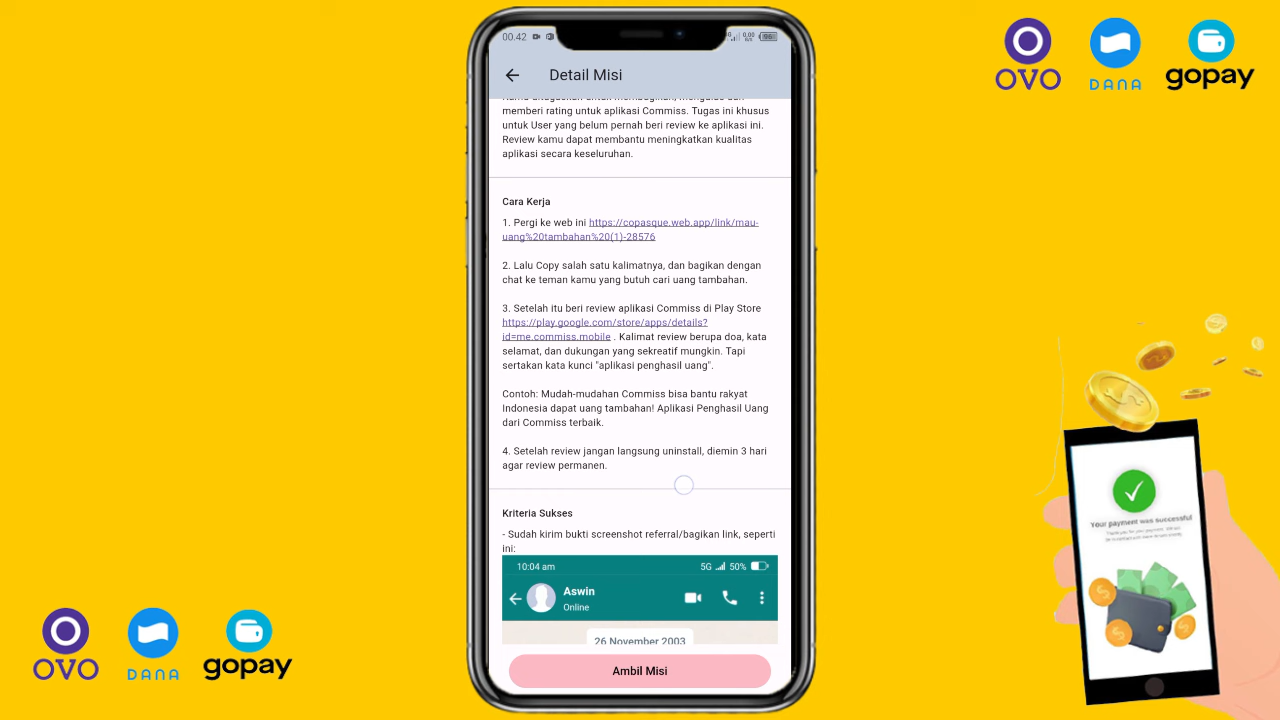 00.42
Detail Misi
memberi rating untuk aplikasi Commiss. Tugas ini khusus
untuk User yang belum pernah beri review ke aplikasi ini.
Review kamu dapat membantu meningkatkan kualitas
aplikasi secara keseluruhan.
Cara Kerja
1. Pergi ke web ini https://copasque.web.app/link/mau-
uang%20tambahan%20(1)-28576
2. Lalu Copy salah satu kalimatnya, dan bagikan dengan
chat ke teman kamu yang butuh cari uang tambahan.
3. Setelah itu beri review aplikasi Commiss di Play Store
https://play.google.com/store/apps/details?
id=me.commiss.mobile . Kalimat review berupa doa, kata
selamat, dan dukungan yang sekreatif mungkin. Tapi
sertakan kata kunci "aplikasi penghasil uang".
Contoh: Mudah-mudahan Commiss bisa bantu rakyat
Indonesia dapat uang tambahan! Aplikasi Penghasil Uang
dari Commiss terbaik.
4. Setelah review jangan langsung uninstall, diemin 3 hari
agar review permanen.
Kriteria Sukses
- Sudah kirim bukti screenshot referral/bagikan link, seperti
ini:
10:04 am 5G 50%
Aswin
Online
26 November 2003
Ambil Misi
OVO DANA gopay
OVO DANA gopay
Your payment was successful